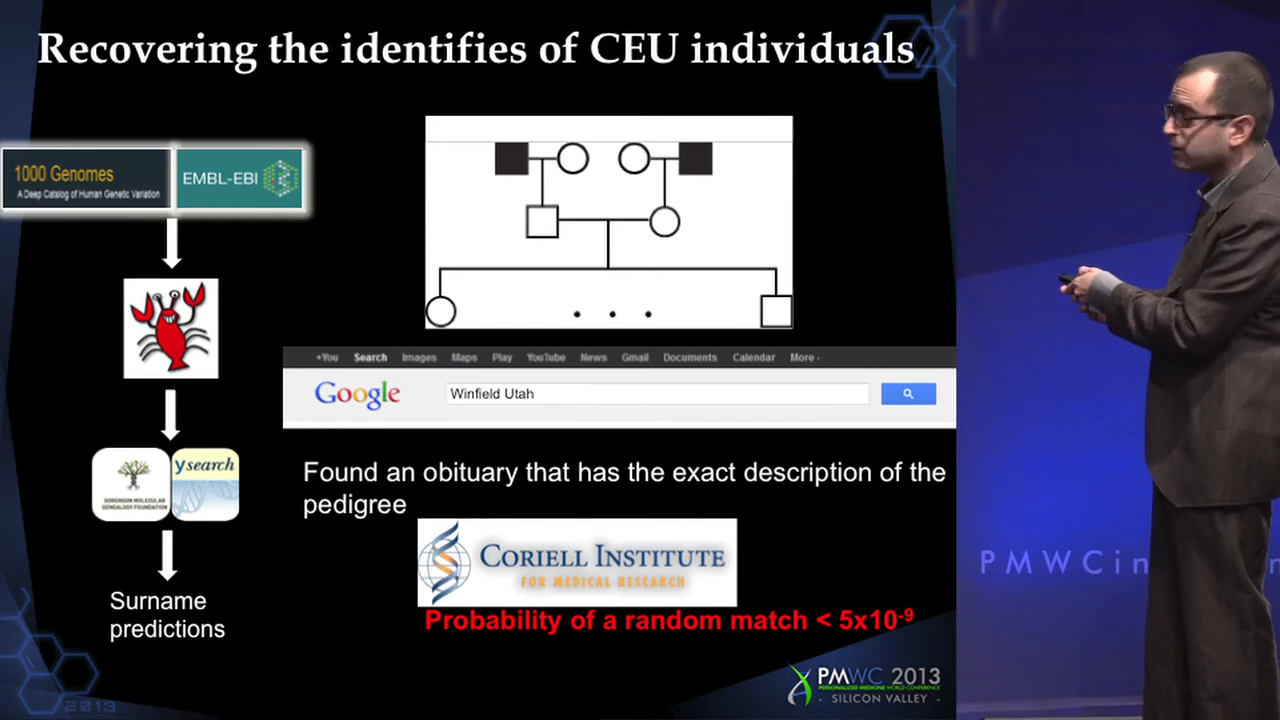 Recovering the identifies of CEU individuals
1000 Genomes
A Deep Catalog of Human Genetic Variation
EMBL-EBI
+You Search Images Maps Play YouTube News Gmail Documents Calendar More
Google
Winfield Utah
ysearch
SORENSON MOLECULAR
GENEALOGY FOUNDATION
Found an obituary that has the exact description of the
pedigree
CORIELL INSTITUTE
FOR MEDICAL RESEARCH
Probability of a random match < 5x10⁻⁹
Surname
predictions
PMWC 2013
PERSONALIZED MEDICINE WORLD CONFERENCE
- SILICON VALLEY -
2013
PMWCin